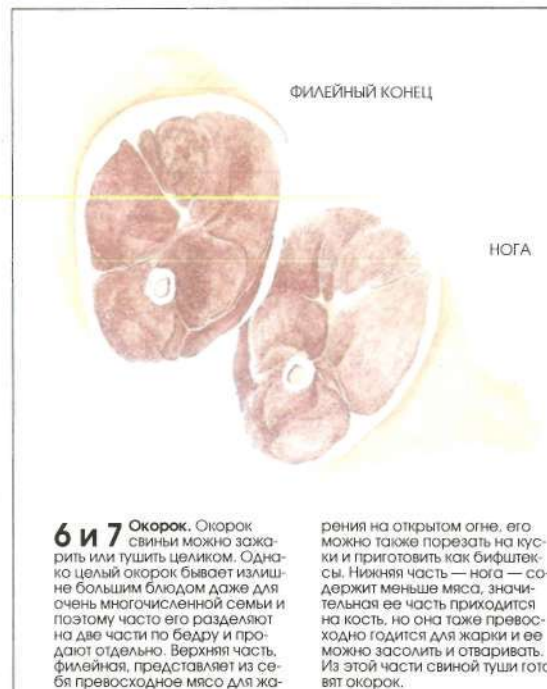 ФИЛЕЙНЫЙ КОНЕЦ
НОГА
6 и 7 Окорок. Окорок
свиньи можно зажа-
рить или тушить целиком. Одна-
ко целый окорок бывает излиш-
не большим блюдом даже для
очень многочисленной семьи и
поэтому часто его разделяют
на две части по бедру и про-
дают отдельно. Верхняя часть,
филейная, представляет из се-
бя превосходное мясо для жа-
рения на открытом огне, его
можно также порезать на кус-
ки и приготовить как бифштек-
сы. Нижняя часть — нога — со-
держит меньше мяса, значи-
тельная ее часть приходится
на кость, но она тоже превос-
ходно годится для жарки и ее
можно засолить и отваривать.
Из этой части свиной туши гото
вят окорок.